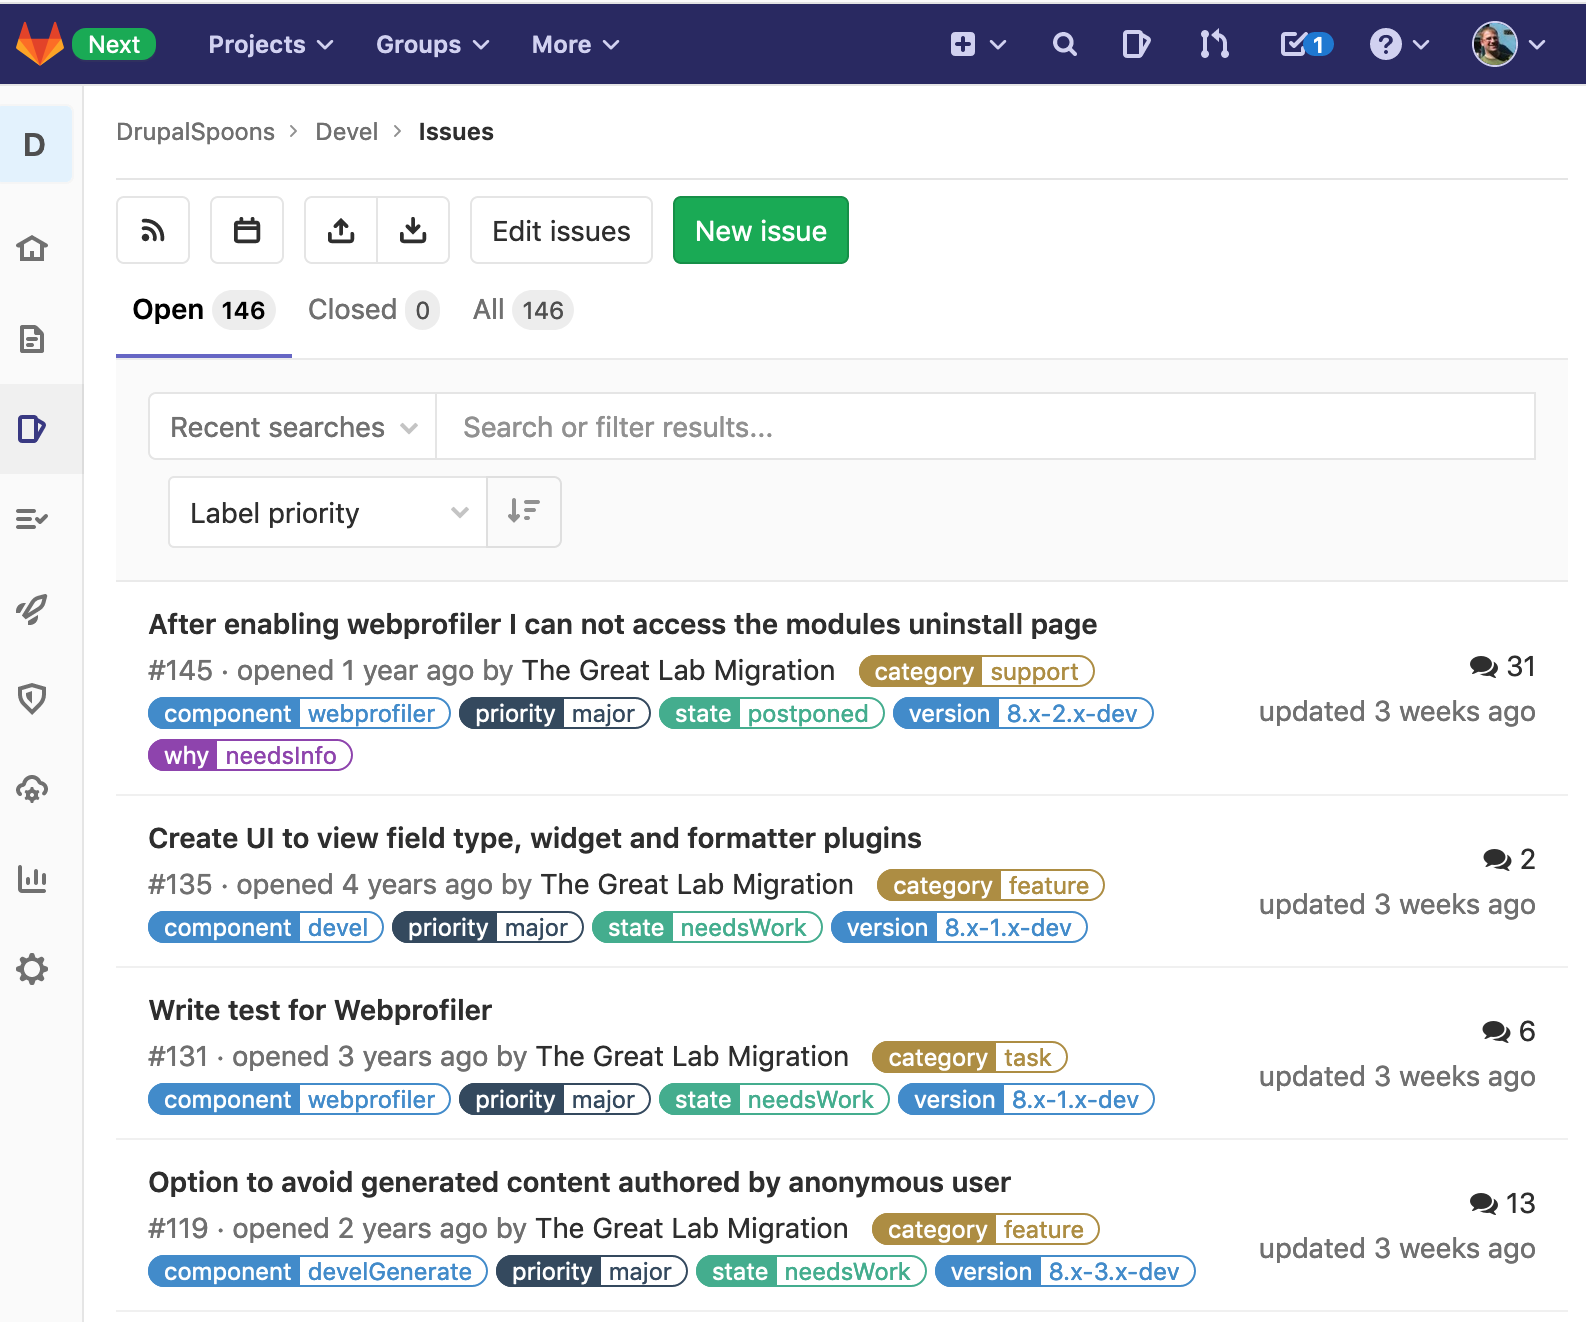 Next Projects Groups More 1
D
DrupalSpoons > Devel > Issues
Edit issues New issue
Open 146 Closed 0 All 146
Recent searches Search or filter results...
Label priority
After enabling webprofiler I can not access the modules uninstall page
#145 · opened 1 year ago by The Great Lab Migration category support
31
component webprofiler priority major state postponed version 8.x-2.x-dev
updated 3 weeks ago
why needsInfo
Create UI to view field type, widget and formatter plugins
2
#135 · opened 4 years ago by The Great Lab Migration category feature
updated 3 weeks ago
component devel priority major state needsWork version 8.x-1.x-dev
Write test for Webprofiler
6
#131 · opened 3 years ago by The Great Lab Migration category task
updated 3 weeks ago
component webprofiler priority major state needsWork version 8.x-1.x-dev
Option to avoid generated content authored by anonymous user
13
#119 · opened 2 years ago by The Great Lab Migration category feature
updated 3 weeks ago
component develGenerate priority major state needsWork version 8.x-3.x-dev